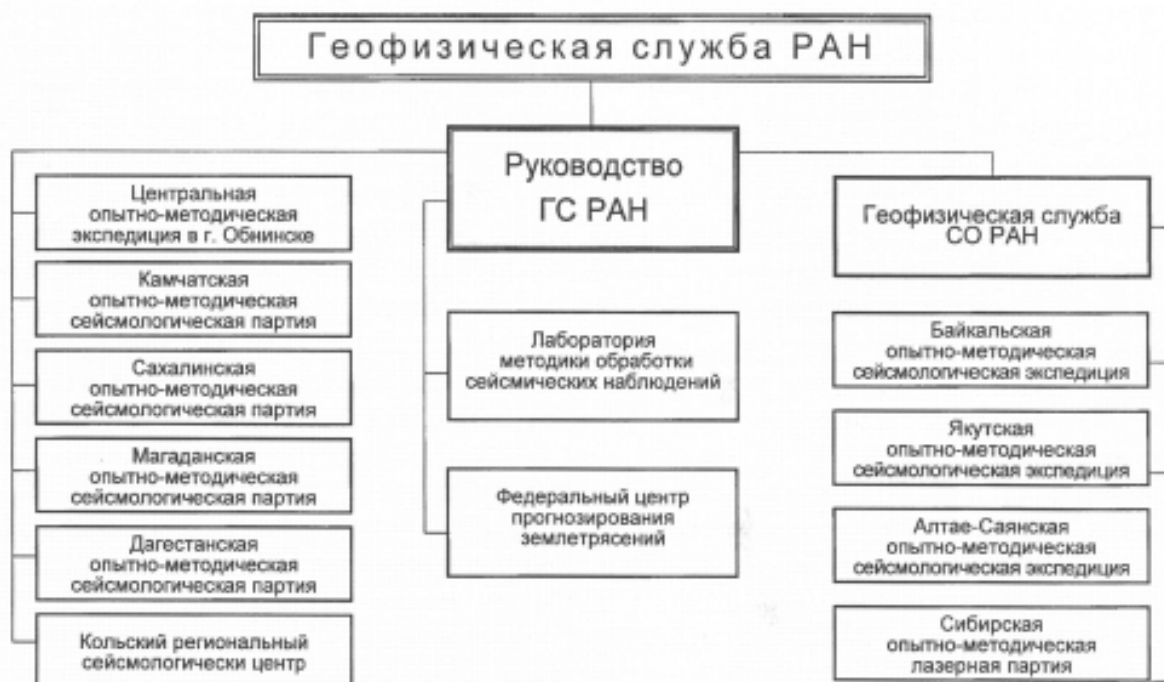 Геофизическая служба РАН
Руководство
ГС РАН
Центральная
опытно-методическая
экспедиция в г. Обнинске
Камчатская
опытно-методическая
сейсмологическая партия
Сахалинская
опытно-методическая
сейсмологическая партия
Магаданская
опытно-методическая
сейсмологическая партия
Дагестанская
опытно-методическая
сейсмологическая партия
Кольский региональный
сейсмологически центр
Лаборатория
методики обработки
сейсмических наблюдений
Федеральный центр
прогнозирования
землетрясений
Геофизическая служба
СО РАН
Байкальская
опытно-методическая
сейсмологическая экспедиция
Якутская
опытно-методическая
сейсмологическая экспедиция
Алтае-Саянская
опытно-методическая
сейсмологическая экспедиция
Сибирская
опытно-методическая
лазерная партия